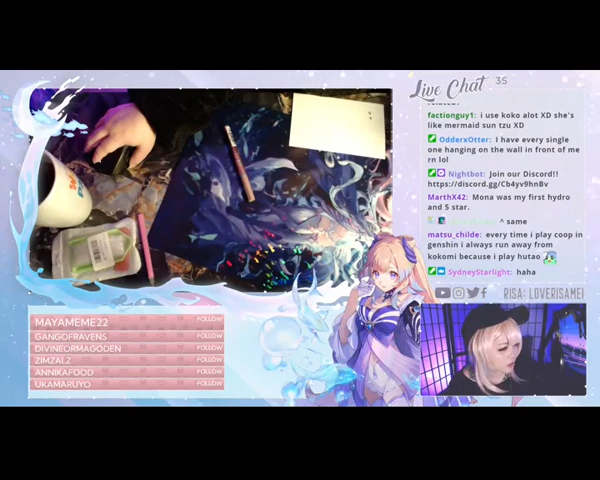 Live Chat 35
factionguy1: i use koko alot XD she's
like mermaid sun tzu XD
OdderxOtter: I have every single
one hanging on the wall in front of me
rn lol
Nightbot: Join our Discord!!
https://discord.gg/Cb4yv9hnBv
MarthX42: Mona was my first hydro
and 5 star.
^ same
matsu_childe: every time i play coop in
genshin i always run away from
kokomi because i play hutao
SydneyStarlight: haha
RISA: LOVERISAMEI
MAYAMEME22 FOLLOW
GANGOFRAVENS FOLLOW
DIVINEORMAGODEN FOLLOW
ZIMZALZ FOLLOW
ANNIKAFOOD FOLLOW
UKAMARUYO FOLLOW